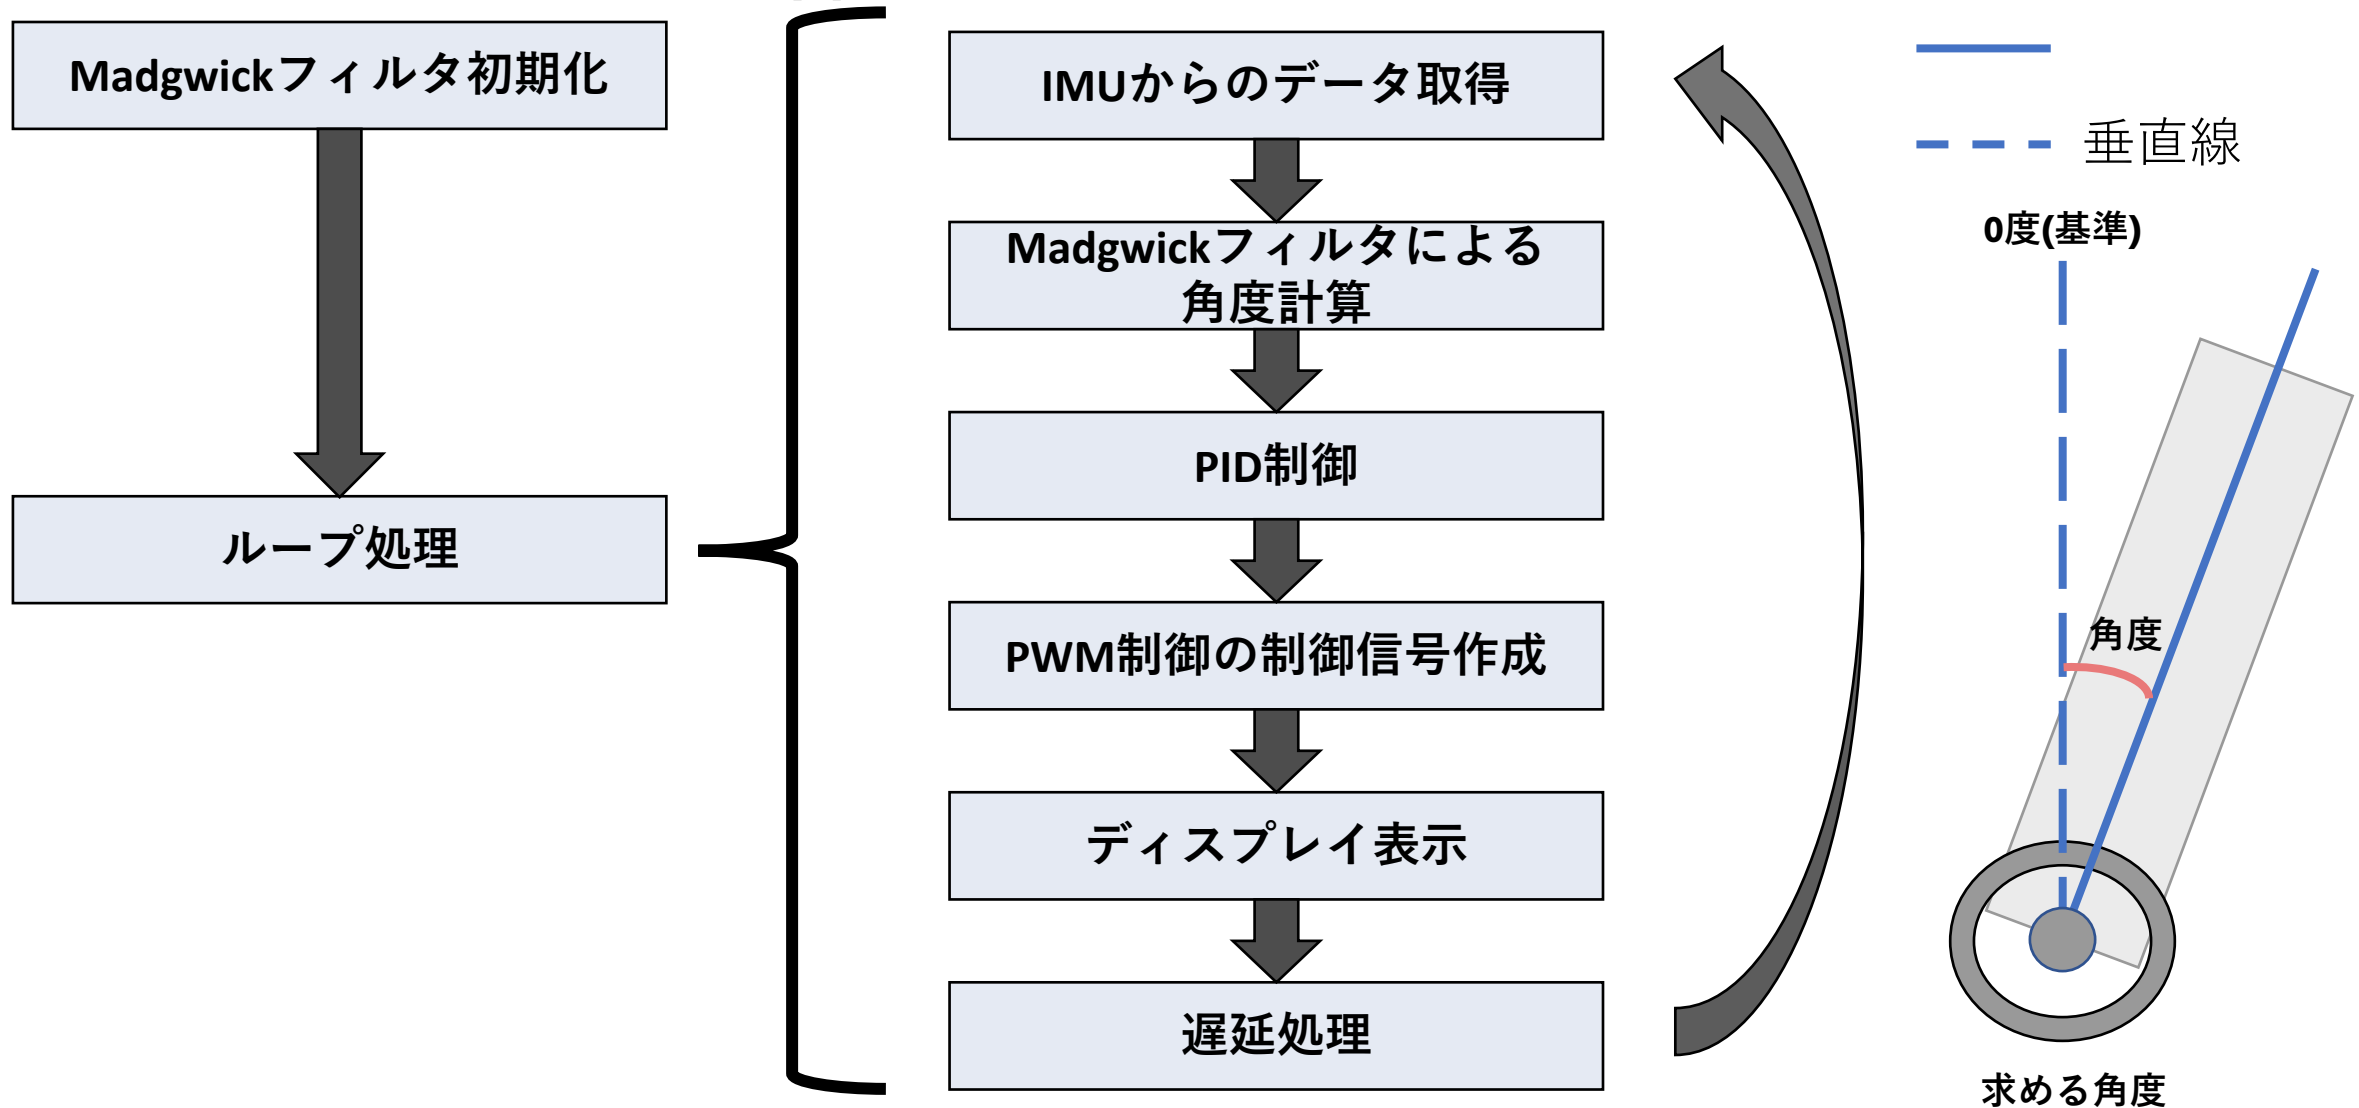 Madgwickフィルタ初期化
ループ処理
IMUからのデータ取得
Madgwickフィルタによる
角度計算
PID制御
PWM制御の制御信号作成
ディスプレイ表示
遅延処理
垂直線
0度(基準)
角度
求める角度